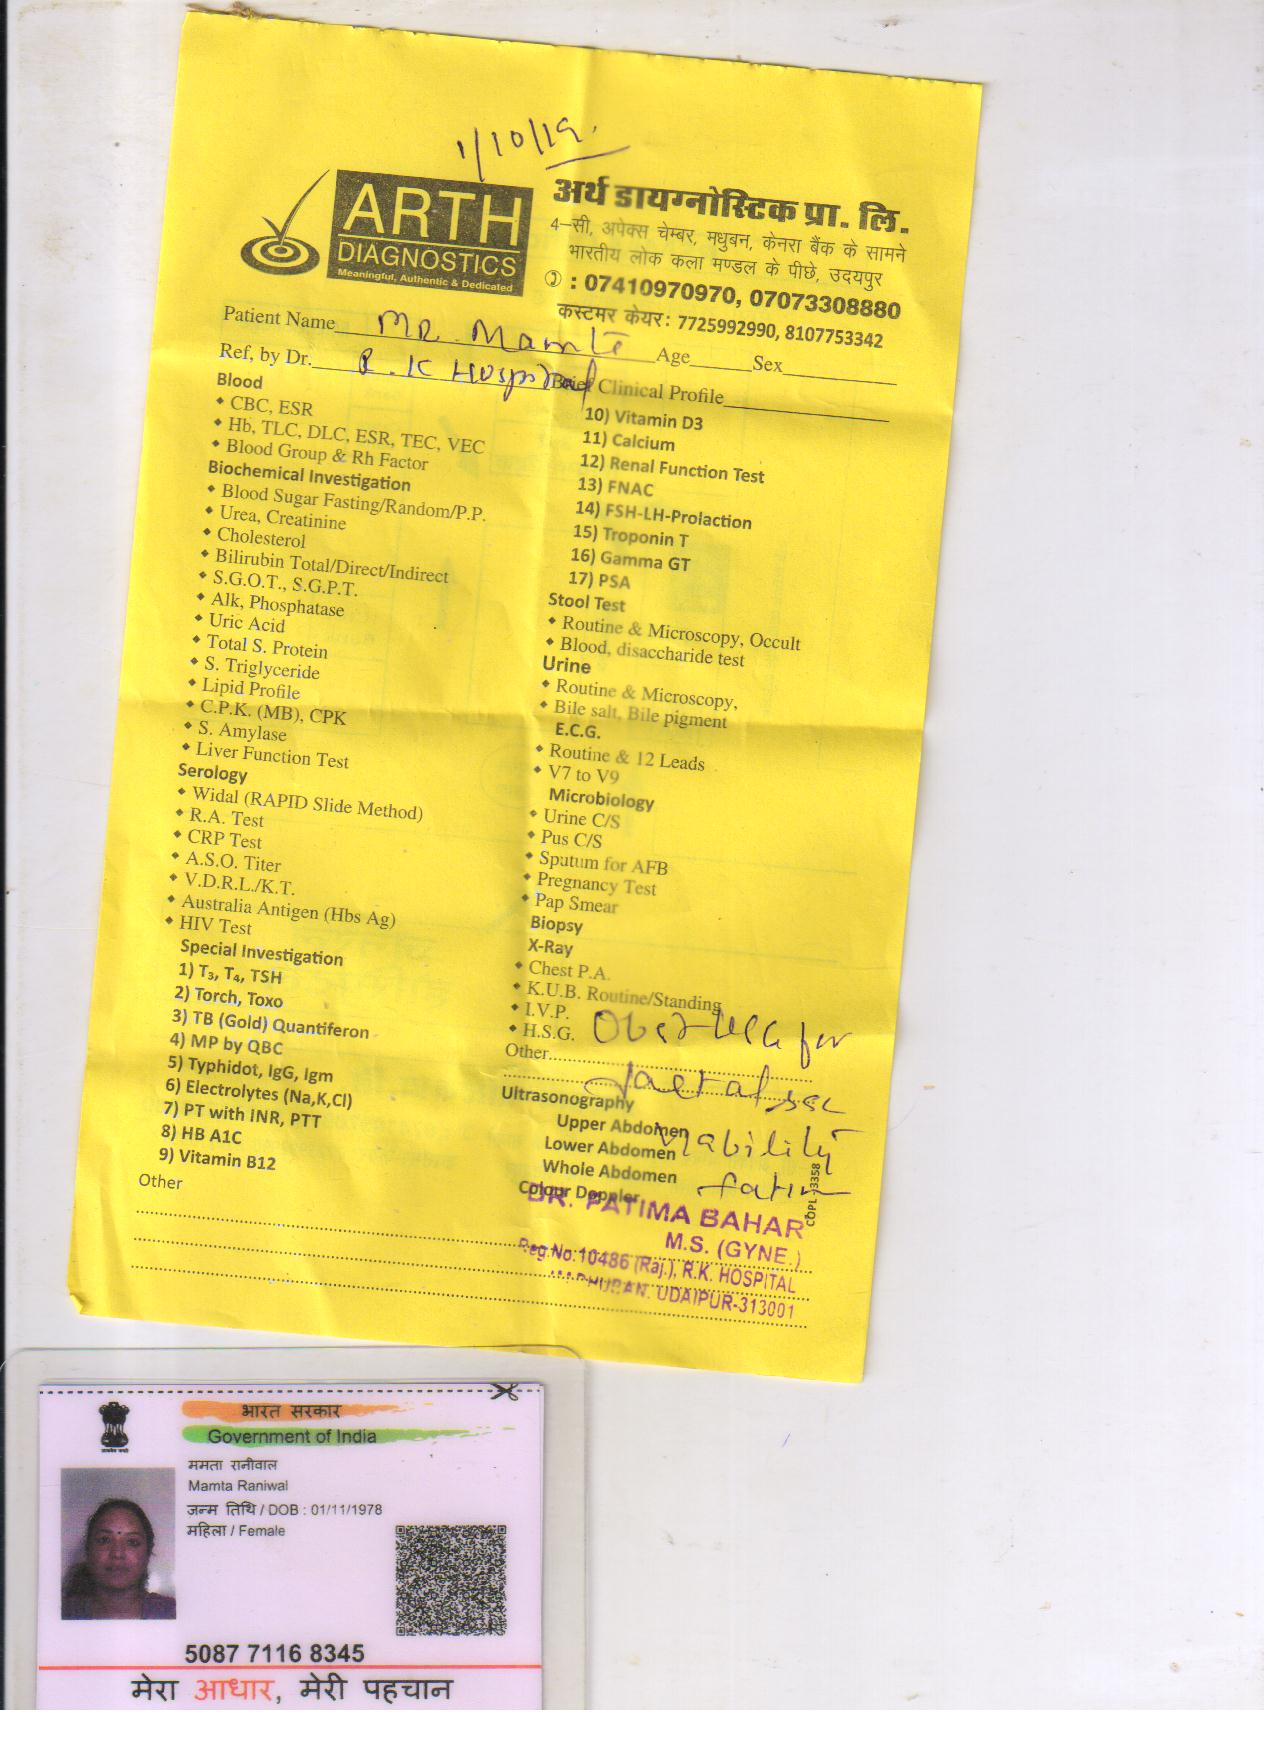 1/10/19.
ARTH
DIAGNOSTICS
Meaningful, Authentic & Dedicated
अर्थ डायग्नोस्टिक प्रा. लि.
4-सी, अपेक्स चेम्बर, मधुबन, केनरा बैंक के सामने
भारतीय लोक कला मण्डल के पीछे, उदयपुर
: 07410970970, 07073308880
कस्टमर केयर: 7725992990, 8107753342
Patient Name MR Mamta Age Sex
Ref, by Dr. R.K Hospital Brief Clinical Profile
Blood
CBC, ESR
Hb, TLC, DLC, ESR, TEC, VEC
Blood Group & Rh Factor
Biochemical Investigation
Blood Sugar Fasting/Random/P.P.
Urea, Creatinine
Cholesterol
Bilirubin Total/Direct/Indirect
S.G.O.T., S.G.P.T.
Alk, Phosphatase
Uric Acid
Total S. Protein
S. Triglyceride
Lipid Profile
C.P.K. (MB), CPK
S. Amylase
Liver Function Test
Serology
Widal (RAPID Slide Method)
R.A. Test
CRP Test
A.S.O. Titer
V.D.R.L./K.T.
Australia Antigen (Hbs Ag)
HIV Test
Special Investigation
1) T₃, T₄, TSH
2) Torch, Toxo
3) TB (Gold) Quantiferon
4) MP by QBC
5) Typhidot, IgG, Igm
6) Electrolytes (Na,K,Cl)
7) PT with INR, PTT
8) HB A1C
9) Vitamin B12
Other
10) Vitamin D3
11) Calcium
12) Renal Function Test
13) FNAC
14) FSH-LH-Prolaction
15) Troponin T
16) Gamma GT
17) PSA
Stool Test
Routine & Microscopy, Occult
Blood, disaccharide test
Urine
Routine & Microscopy,
Bile salt, Bile pigment
E.C.G.
Routine & 12 Leads
V7 to V9
Microbiology
Urine C/S
Pus C/S
Sputum for AFB
Pregnancy Test
Pap Smear
Biopsy
X-Ray
Chest P.A.
K.U.B. Routine/Standing
I.V.P.
H.S.G.
Other
for
Ultrasonography
Upper Abdomen
viability
Lower Abdomen
Whole Abdomen
Colour Doppler
COPL
DR. FATIMA BAHAR
M.S. (GYNE.)
Reg.No:10486 (Raj.), R.K. HOSPITAL
MADHUBAN, UDAIPUR-313001
भारत सरकार
Government of India
ममता रानीवाल
Mamta Raniwal
जन्म तिथि / DOB : 01/11/1978
महिला / Female
5087 7116 8345
मेरा आधार, मेरी पहचान